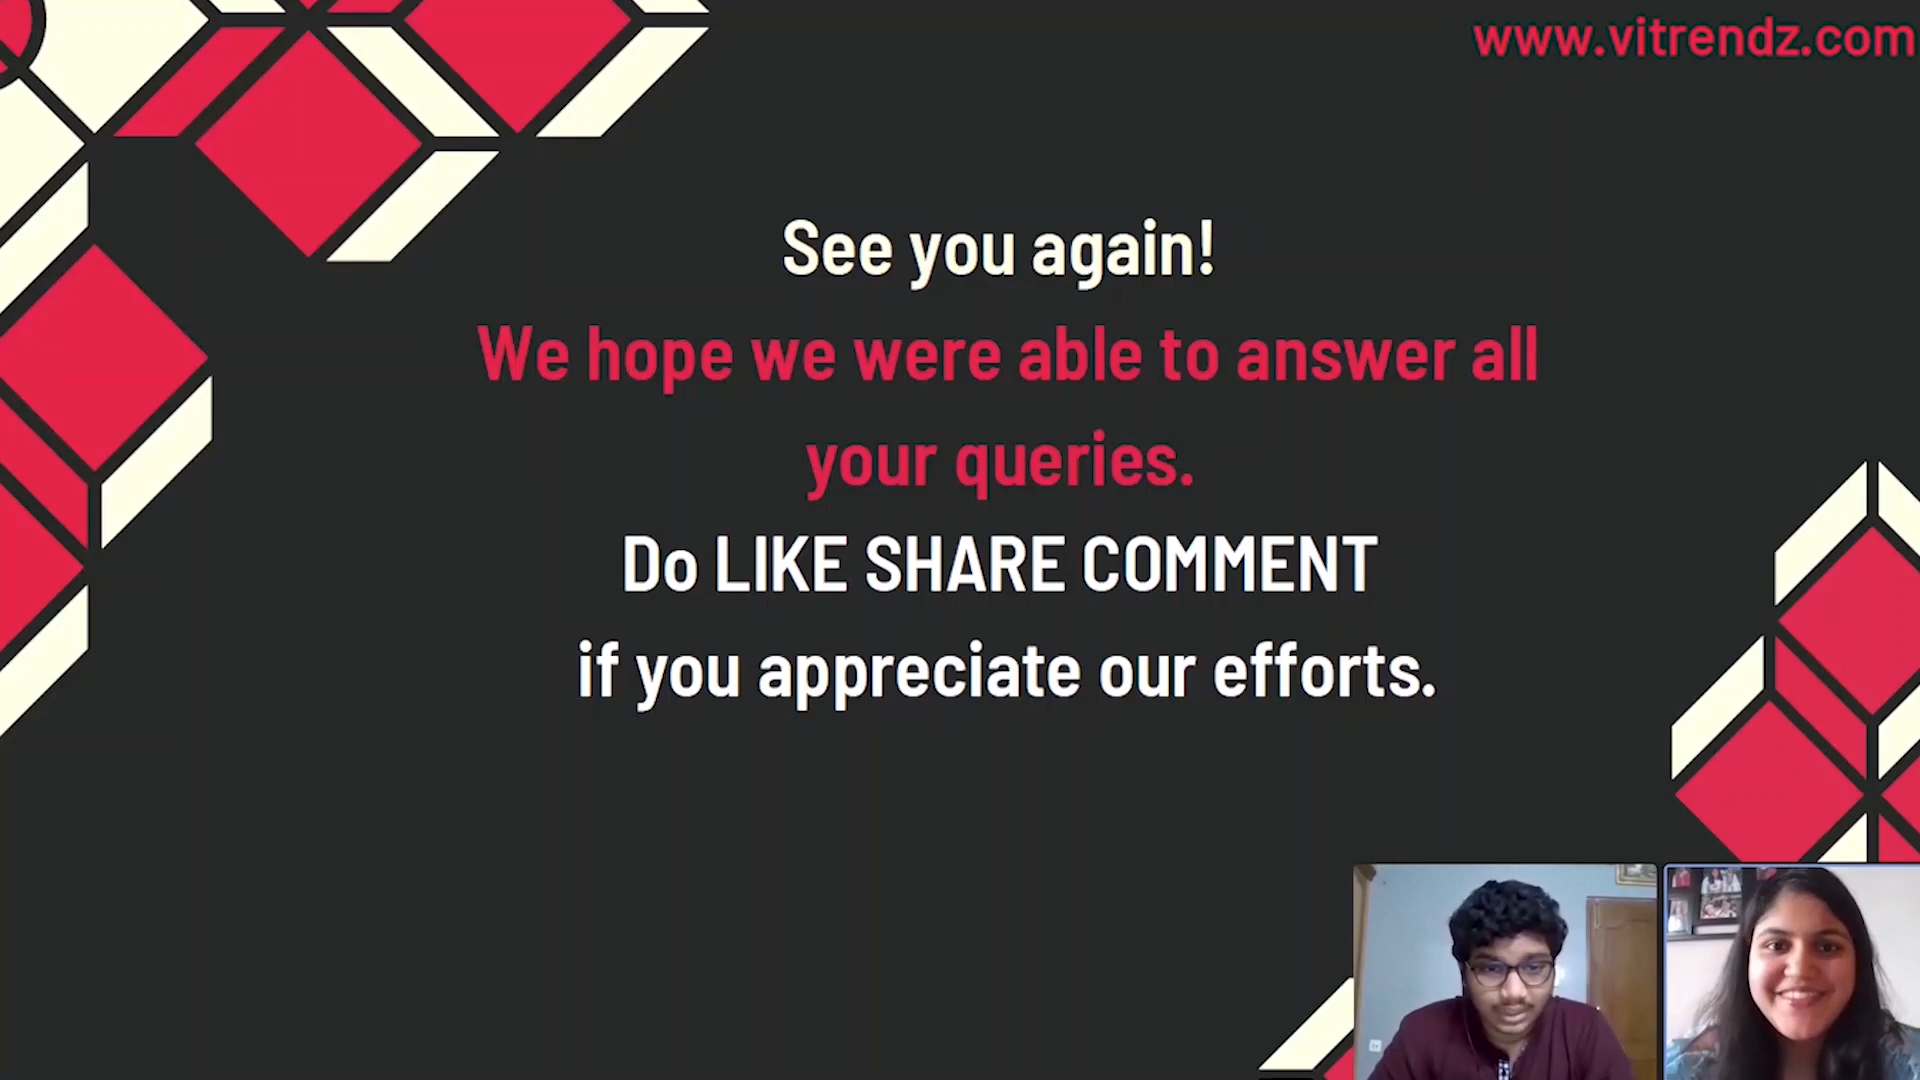 www.vitrendz.com
See you again!
We hope we were able to answer all
your queries.
Do LIKE SHARE COMMENT
if you appreciate our efforts.